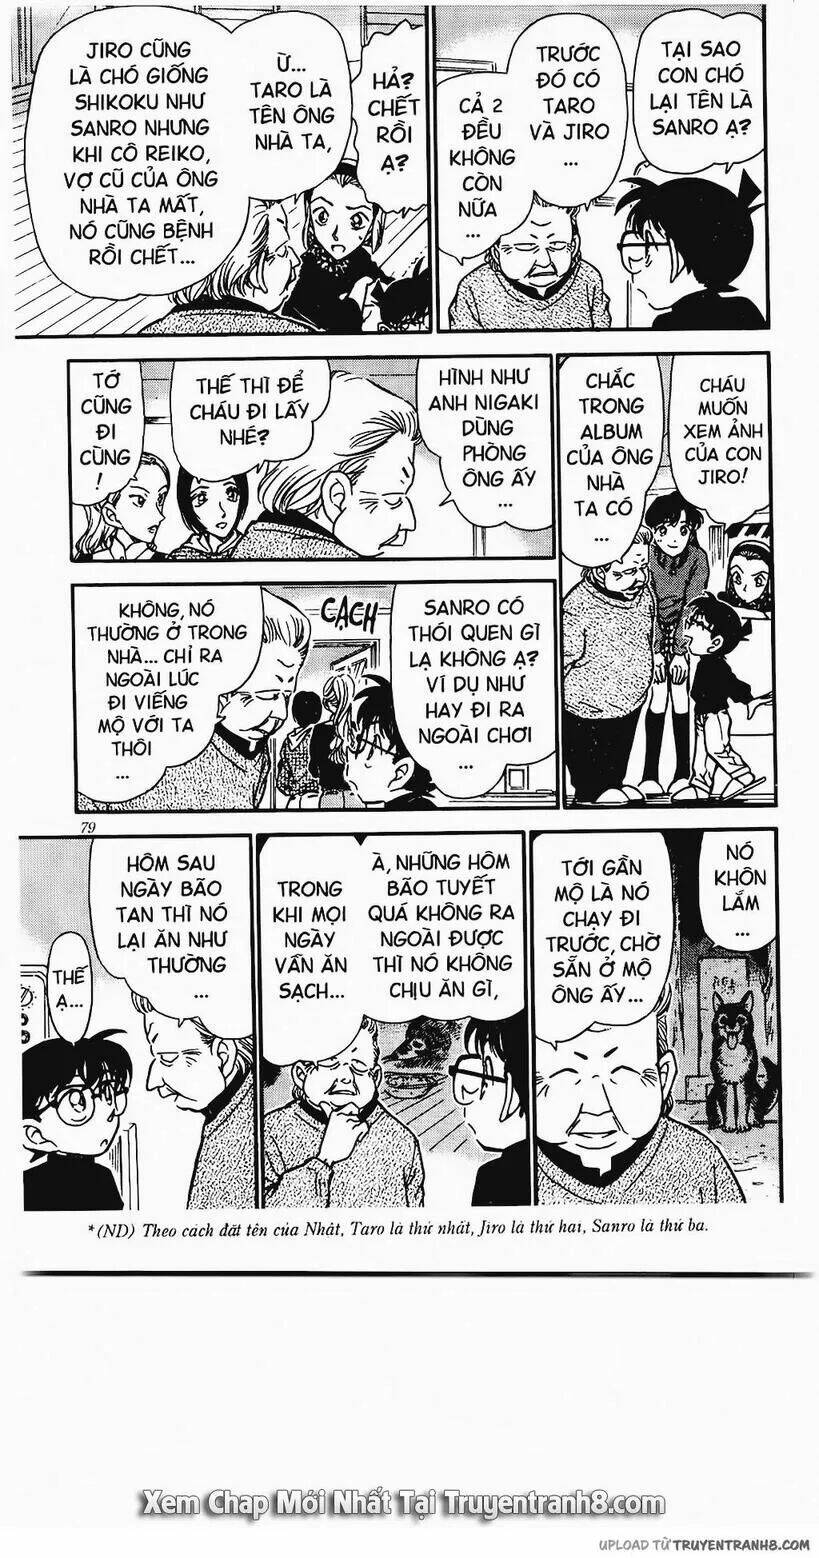 TẠI SAO
CON CHÓ
LẠI TÊN LÀ
SANRO Ạ?
TRƯỚC
ĐÓ CÓ
TARO
VÀ JIRO
...
CẢ 2
ĐỀU
KHÔNG
CÒN
NỮA
...
HẢ?
CHẾT
RỒI
Ạ?
Ừ...
TARO LÀ
TÊN ÔNG
NHÀ TA,
JIRO CŨNG
LÀ CHÓ GIỐNG
SHIKOKU NHƯ
SANRO NHƯNG
KHI CÔ REIKO,
VỢ CŨ CỦA ÔNG
NHÀ TA MẤT,
NÓ CŨNG BỆNH
RỒI CHẾT...
CHÁU
MUỐN
XEM ẢNH
CỦA CON
JIRO!
CHẮC
TRONG
ALBUM
CỦA ÔNG
NHÀ
TA CÓ
...
HÌNH NHƯ
ANH NIGAKI
DÙNG
PHÒNG
ÔNG ẤY
...
THẾ THÌ ĐỂ
CHÁU ĐI LẤY
NHÉ?
TỚ
CŨNG
ĐI
CÙNG
!
SANRO CÓ
THÓI QUEN GÌ
LẠ KHÔNG Ạ?
VÍ DỤ NHƯ
HAY ĐI RA
NGOÀI CHƠI
...
CẠCH
KHÔNG, NÓ
THƯỜNG Ở TRONG
NHÀ... CHỈ RA
NGOÀI LÚC
ĐI VIẾNG
MỘ VỚI TA
THÔI
...
79
NÓ
KHÔN
LẮM
...
TỚI GẦN
MỘ LÀ NÓ
CHẠY ĐI
TRƯỚC, CHỜ
SẴN Ở MỘ
ÔNG ẤY...
À, NHỮNG HÔM
BÃO TUYẾT
QUÁ KHÔNG RA
NGOÀI ĐƯỢC
THÌ NÓ KHÔNG
CHỊU ĂN GÌ,
TRONG
KHI MỌI
NGÀY
VẪN ĂN
SẠCH...
HÔM SAU
NGÀY BÃO
TAN THÌ NÓ
LẠI ĂN NHƯ
THƯỜNG
...
THẾ
Ạ...
*(ND) Theo cách đặt tên của Nhật, Taro là thứ nhất, Jiro là thứ hai, Sanro là thứ ba.
Xem Chap Mới Nhất Tại Truyentranh8.com
UPLOAD TỪ TRUYENTRANH8.COM